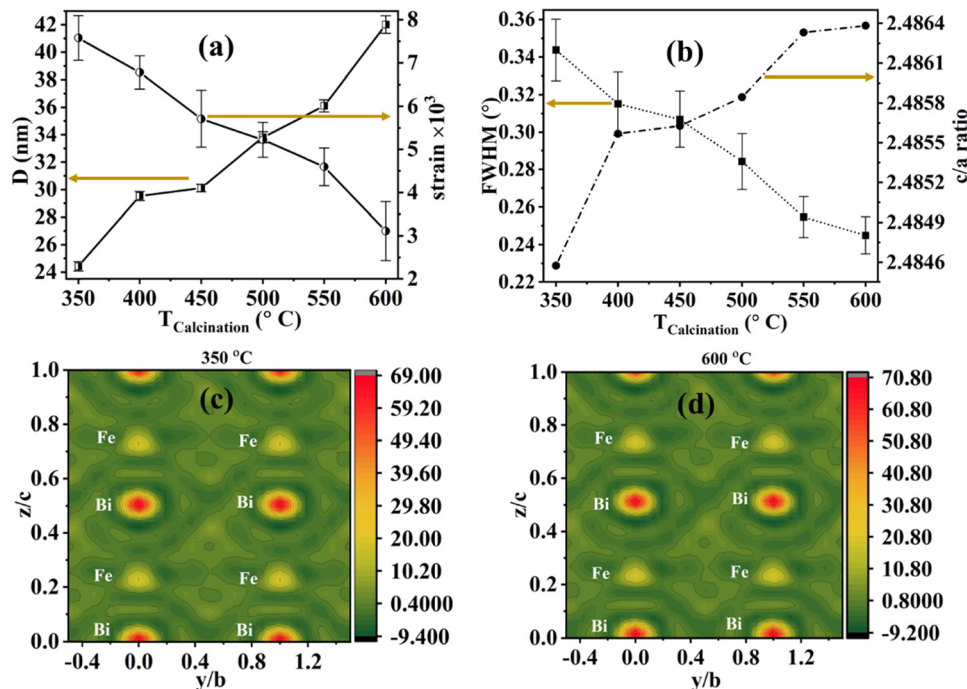 (a)
D (nm)
42
40
38
36
34
32
30
28
26
24
8
7
6
5
4
3
2
strain ×10³
350 400 450 500 550 600
T Calcination (° C)
(b)
FWHM (°)
0.36
0.34
0.32
0.30
0.28
0.26
0.24
0.22
2.4864
2.4861
2.4858
2.4855
2.4852
2.4849
2.4846
c/a ratio
350 400 450 500 550 600
T Calcination (° C)
350 °C
(c)
z/c
1.0
0.8
0.6
0.4
0.2
0.0
Fe Fe
Bi Bi
Fe Fe
Bi Bi
-0.4 0.0 0.4 0.8 1.2
y/b
69.00
59.20
49.40
39.60
29.80
20.00
10.20
0.4000
-9.400
600 °C
(d)
z/c
1.0
0.8
0.6
0.4
0.2
0.0
Fe Fe
Bi Bi
Fe Fe
Bi Bi
-0.4 0.0 0.4 0.8 1.2
y/b
70.80
60.80
50.80
40.80
30.80
20.80
10.80
0.8000
-9.200